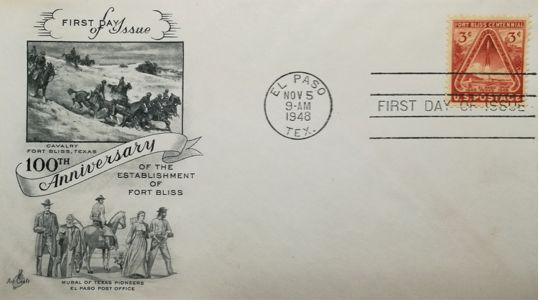 FIRST DAY
of Issue
CAVALRY
FORT BLISS, TEXAS
100TH
Anniversary
OF THE
ESTABLISHMENT
OF
FORT BLISS
MURAL OF TEXAS PIONEERS
EL PASO POST OFFICE
Art Craft
EL PASO
NOV 5
9-AM
1948
TEX.
FORT BLISS CENTENNIAL
3¢ 3¢
U.S. POSTAGE
FIRST DAY OF ISSUE